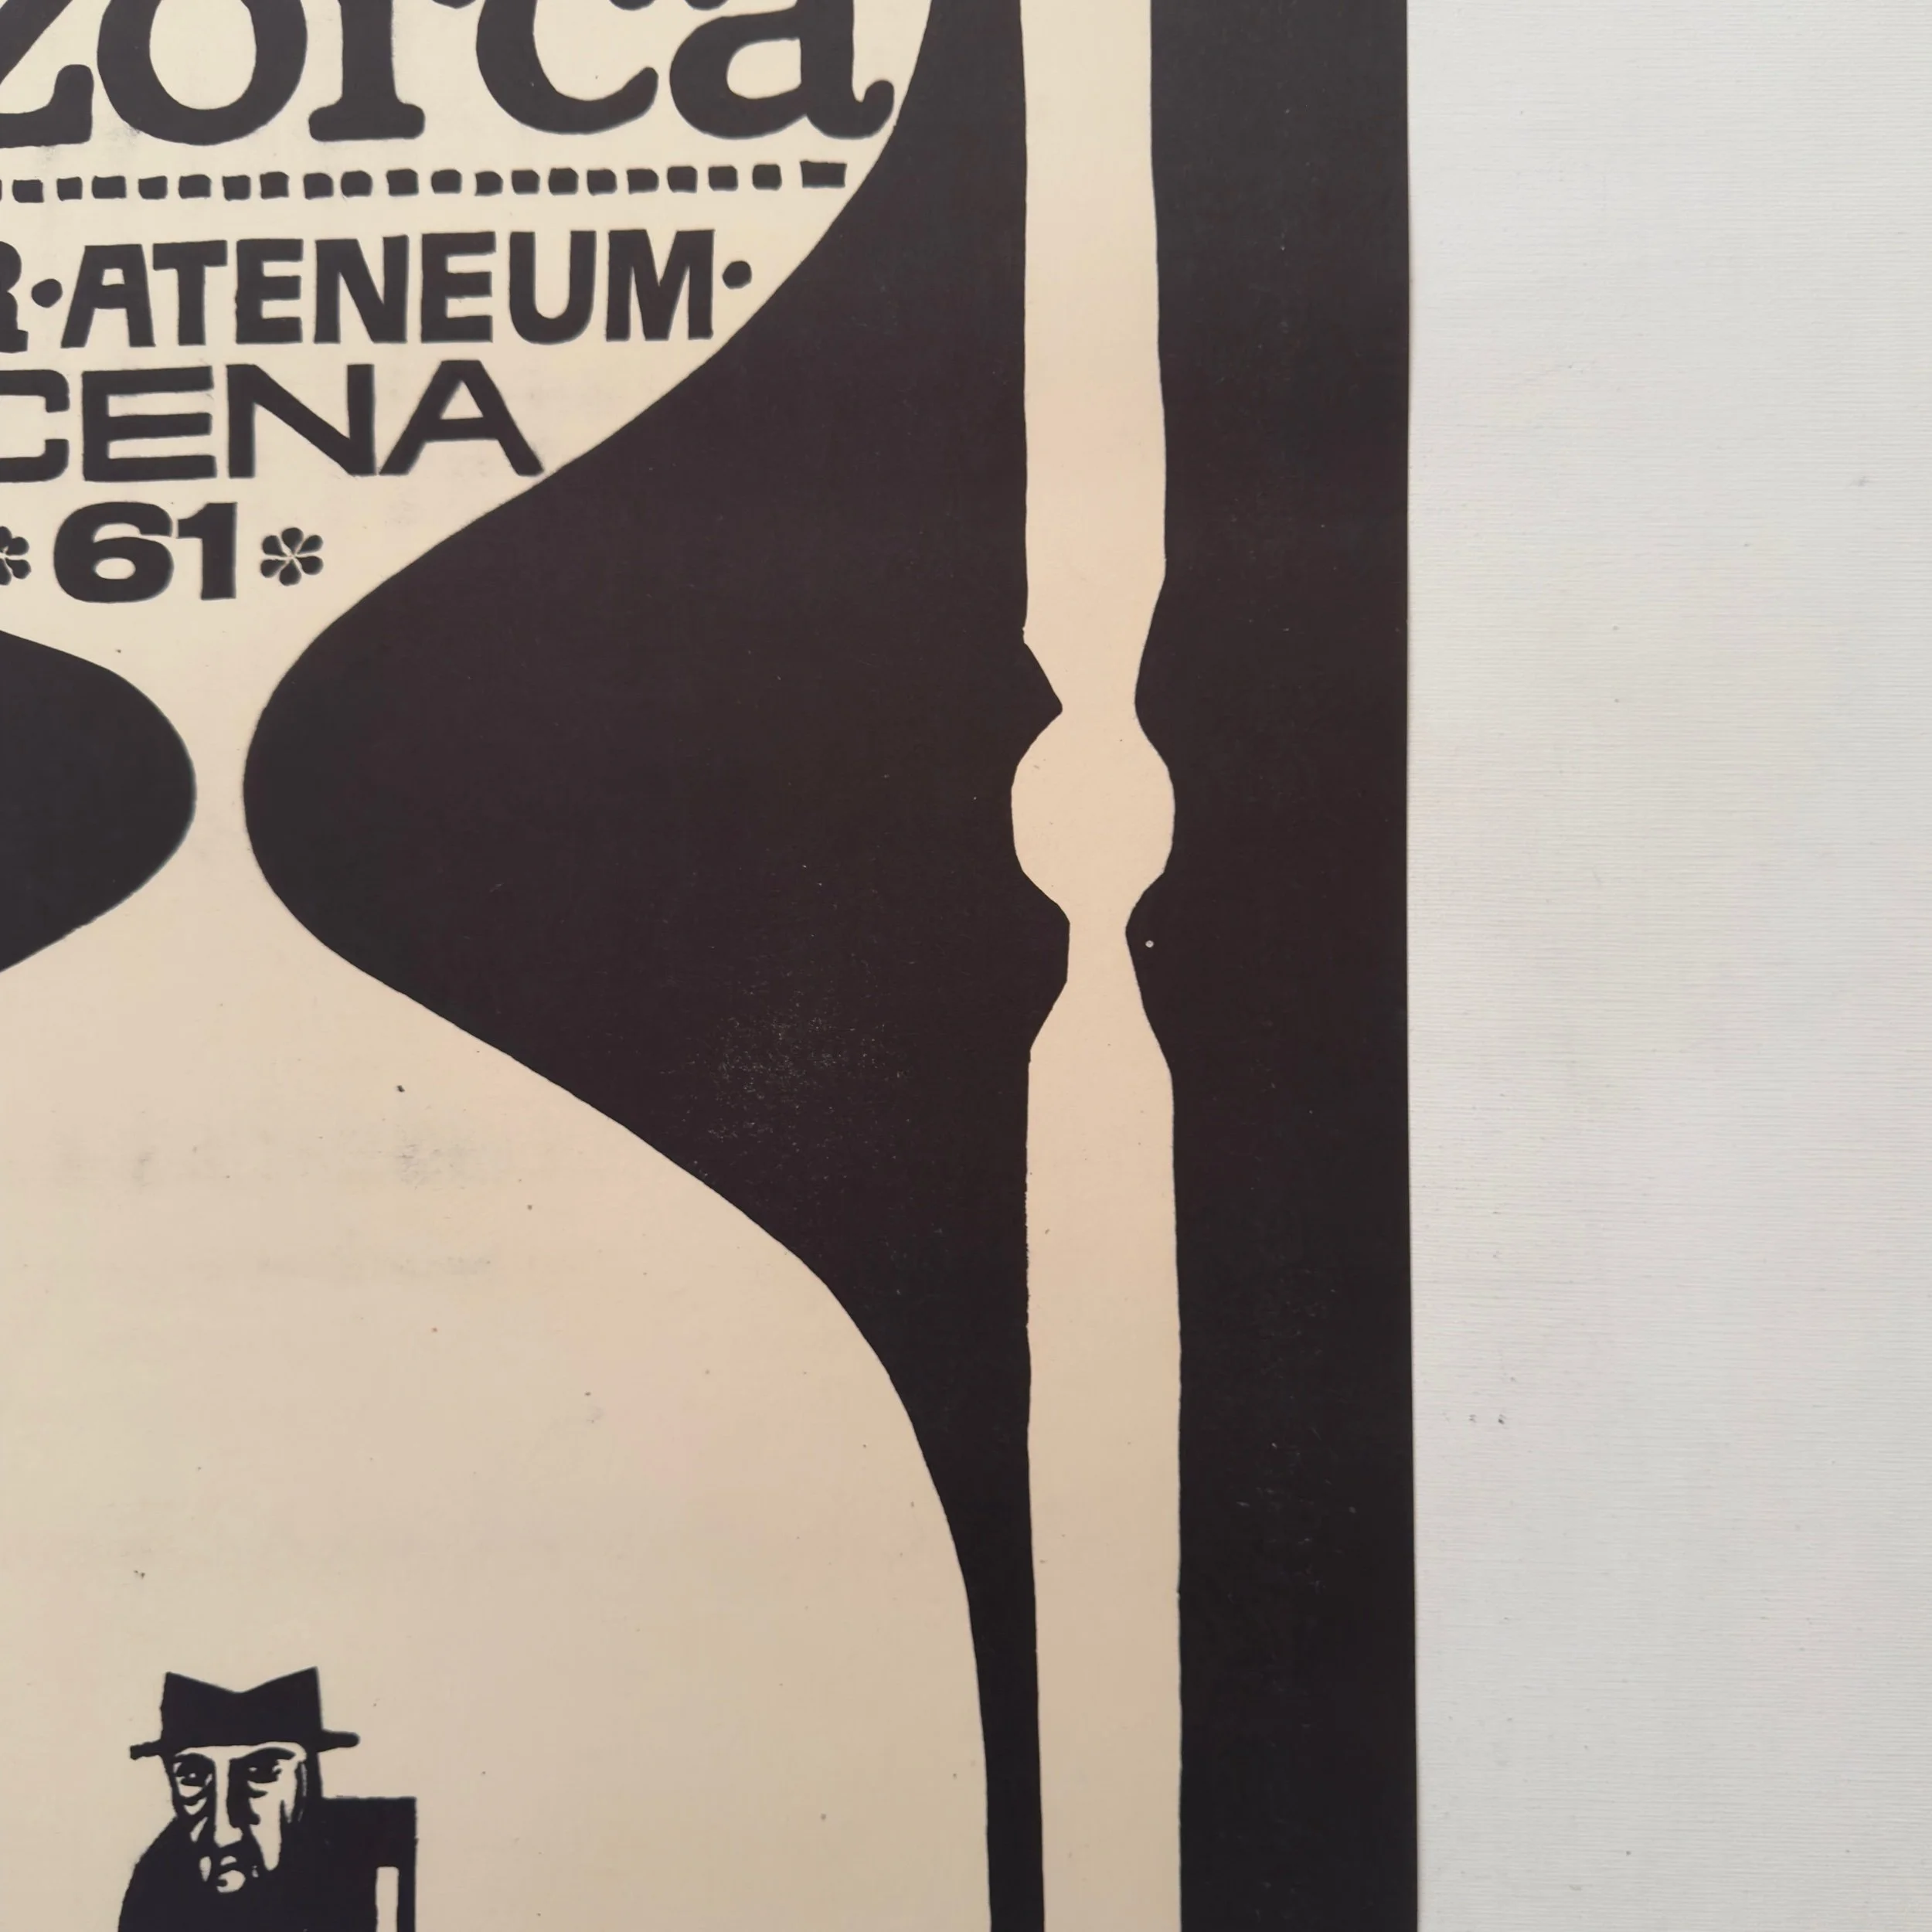 zorca
R·ATENEUM·
CENA
*61*